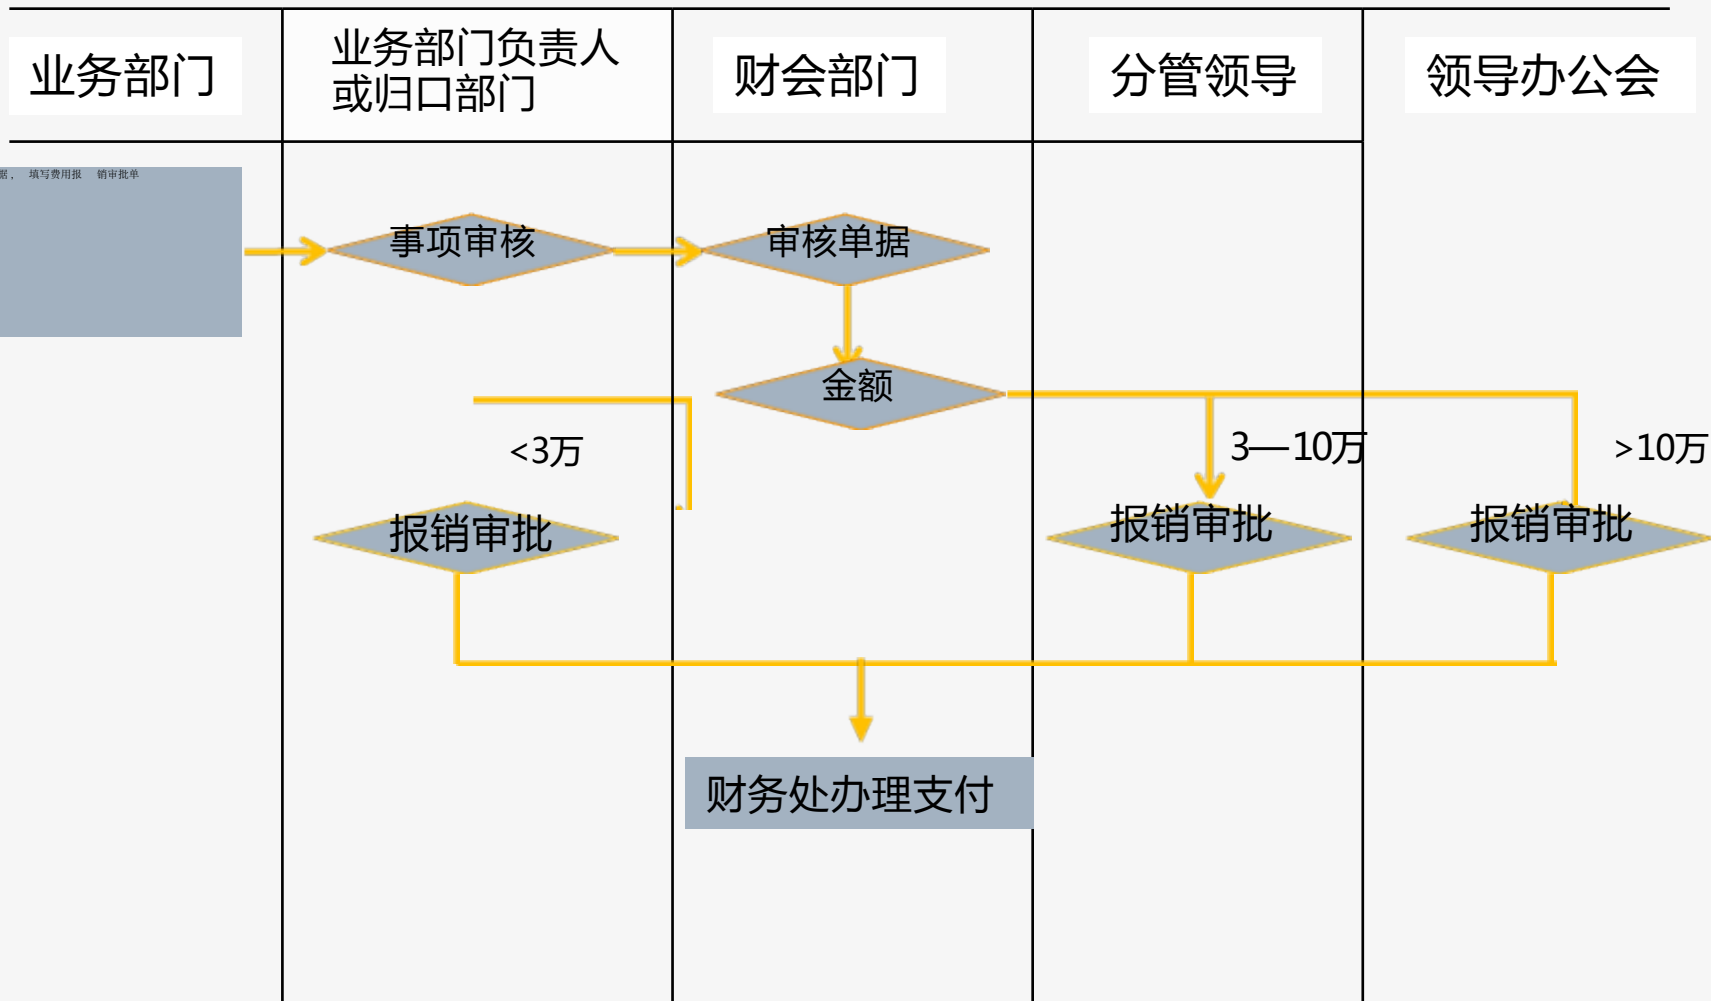 业务部门
业务部门负责人
或归口部门
财会部门
分管领导
领导办公会
据， 填写费用报 销审批单
事项审核
审核单据
金额
<3万
3—10万
>10万
报销审批
报销审批
报销审批
财务处办理支付